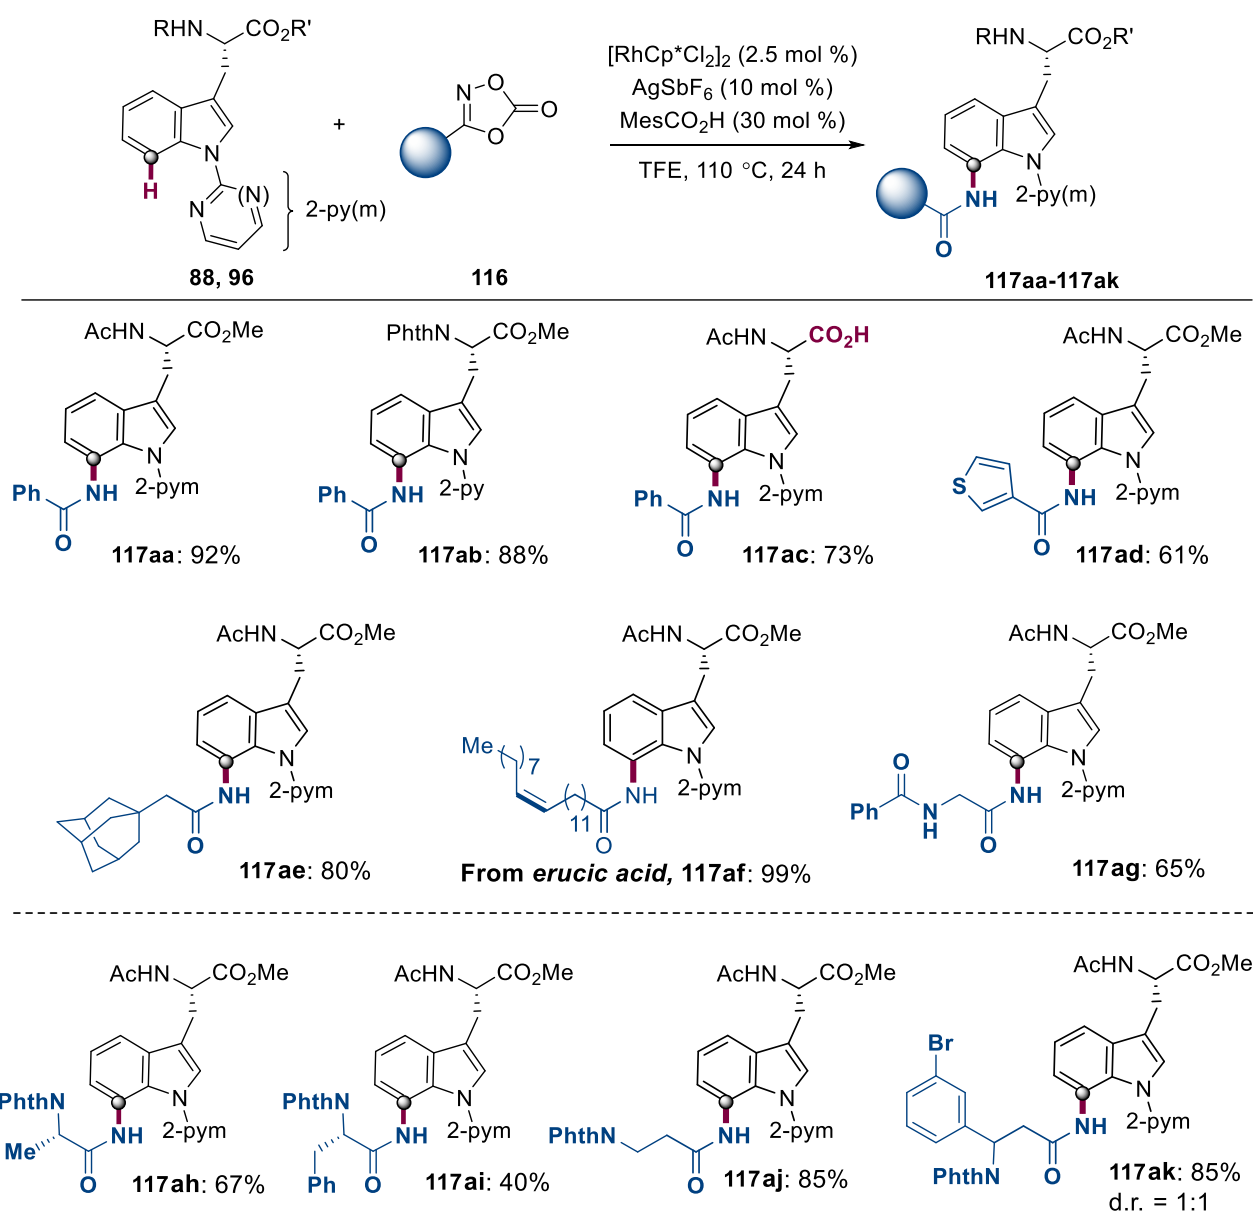 RHN CO₂R'
H
N
N (N)
2-py(m)
88, 96
+
N O O O
116
[RhCp*Cl₂]₂ (2.5 mol %)
AgSbF₆ (10 mol %)
MesCO₂H (30 mol %)
TFE, 110 °C, 24 h
RHN CO₂R'
N
NH 2-py(m)
O
117aa-117ak
AcHN CO₂Me
N
Ph NH 2-pym
O
117aa: 92%
PhthN CO₂Me
N
Ph NH 2-py
O
117ab: 88%
AcHN CO₂H
N
Ph NH 2-pym
O
117ac: 73%
AcHN CO₂Me
N
S NH 2-pym
O
117ad: 61%
AcHN CO₂Me
N
NH 2-pym
O
117ae: 80%
AcHN CO₂Me
N
Me ( )7
( )11 NH 2-pym
O
From erucic acid, 117af: 99%
AcHN CO₂Me
N
O
Ph N H NH 2-pym
O
117ag: 65%
AcHN CO₂Me
N
PhthN
Me NH 2-pym
O
117ah: 67%
AcHN CO₂Me
N
PhthN
NH 2-pym
Ph O
117ai: 40%
AcHN CO₂Me
N
PhthN NH 2-pym
O
117aj: 85%
AcHN CO₂Me
Br
N
NH 2-pym
PhthN O
117ak: 85%
d.r. = 1:1